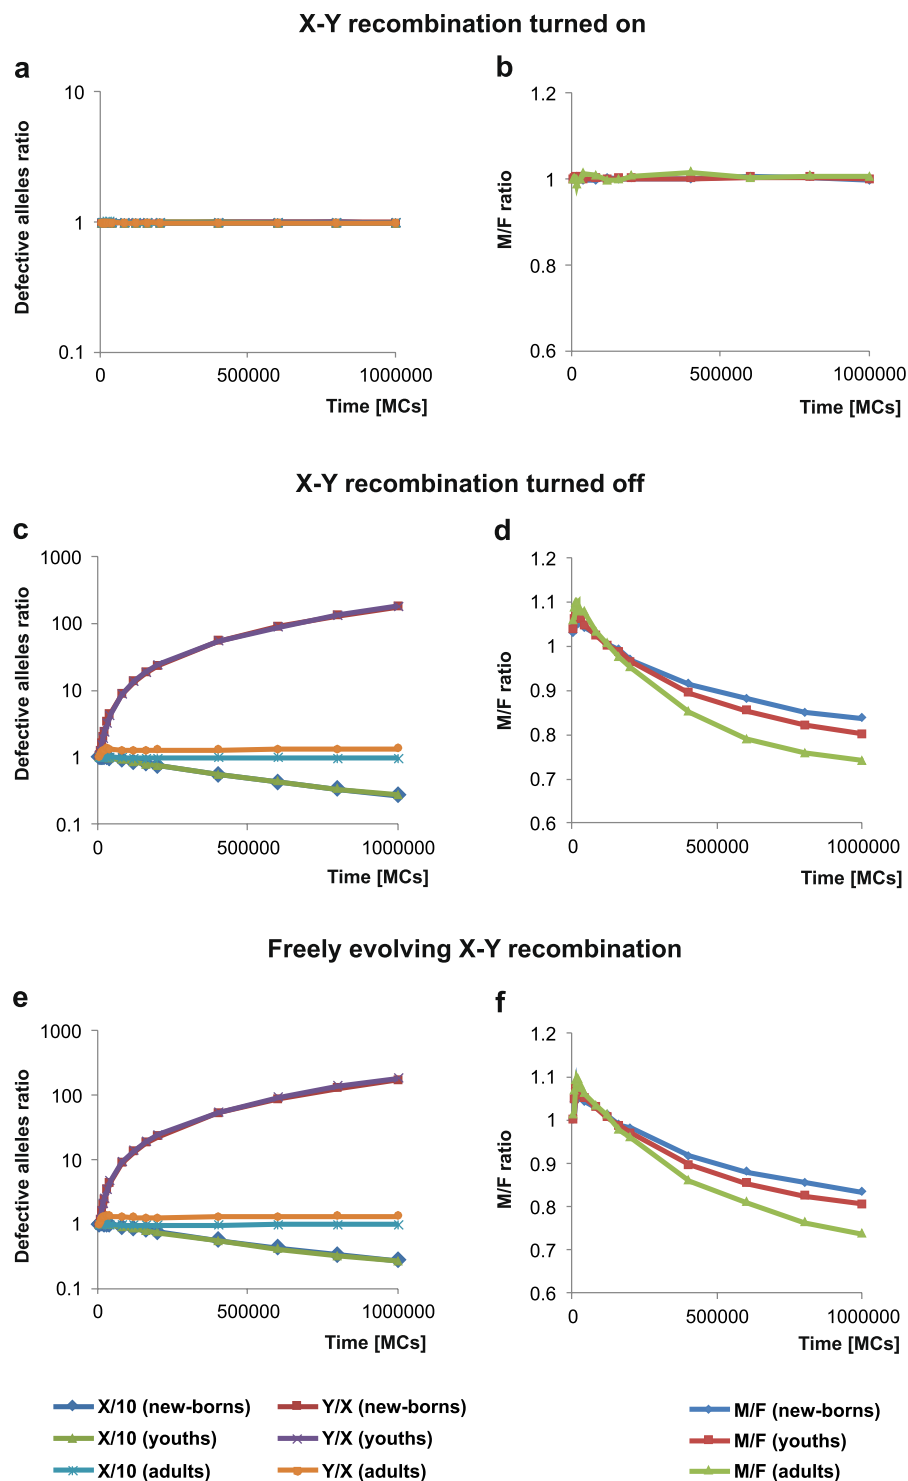 X-Y recombination turned on
a
b
Defective alleles ratio
10
1
0.1
0
500000
1000000
Time [MCs]
M/F ratio
1.2
1
0.8
0.6
0
500000
1000000
Time [MCs]
X-Y recombination turned off
c
d
Defective alleles ratio
1000
100
10
1
0.1
0
500000
1000000
Time [MCs]
M/F ratio
1.2
1.1
1
0.9
0.8
0.7
0.6
0
500000
1000000
Time [MCs]
Freely evolving X-Y recombination
e
f
Defective alleles ratio
1000
100
10
1
0.1
0
500000
1000000
Time [MCs]
M/F ratio
1.2
1.1
1
0.9
0.8
0.7
0.6
0
500000
1000000
Time [MCs]
X/10 (new-borns)
X/10 (youths)
X/10 (adults)
Y/X (new-borns)
Y/X (youths)
Y/X (adults)
M/F (new-borns)
M/F (youths)
M/F (adults)